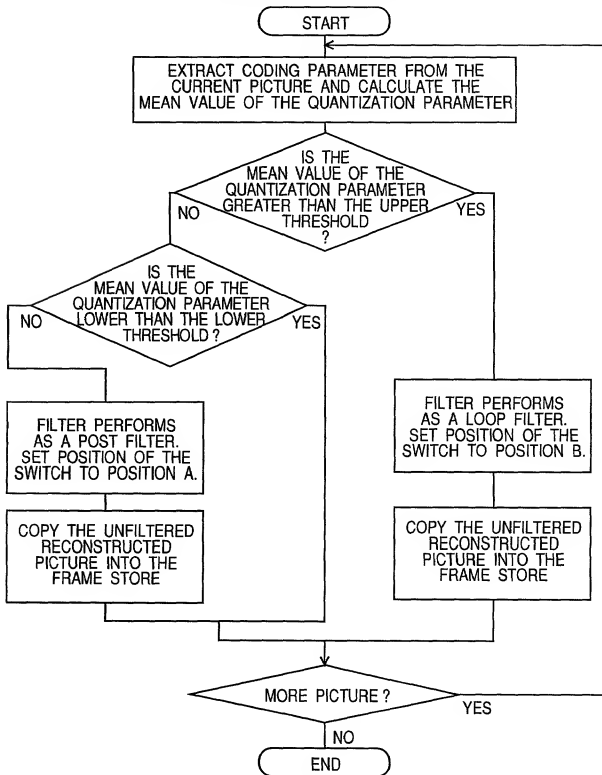 START
EXTRACT CODING PARAMETER FROM THE
CURRENT PICTURE AND CALCULATE THE
MEAN VALUE OF THE QUANTIZATION PARAMETER
IS THE
MEAN VALUE OF THE
QUANTIZATION PARAMETER
GREATER THAN THE UPPER
THRESHOLD
?
NO
YES
IS THE
MEAN VALUE OF THE
QUANTIZATION PARAMETER
LOWER THAN THE LOWER
THRESHOLD ?
NO
YES
FILTER PERFORMS
AS A POST FILTER.
SET POSITION OF THE
SWITCH TO POSITION A.
COPY THE UNFILTERED
RECONSTRUCTED
PICTURE INTO THE
FRAME STORE
FILTER PERFORMS
AS A LOOP FILTER.
SET POSITION OF THE
SWITCH TO POSITION B.
COPY THE UNFILTERED
RECONSTRUCTED
PICTURE INTO THE
FRAME STORE
MORE PICTURE ?
YES
NO
END